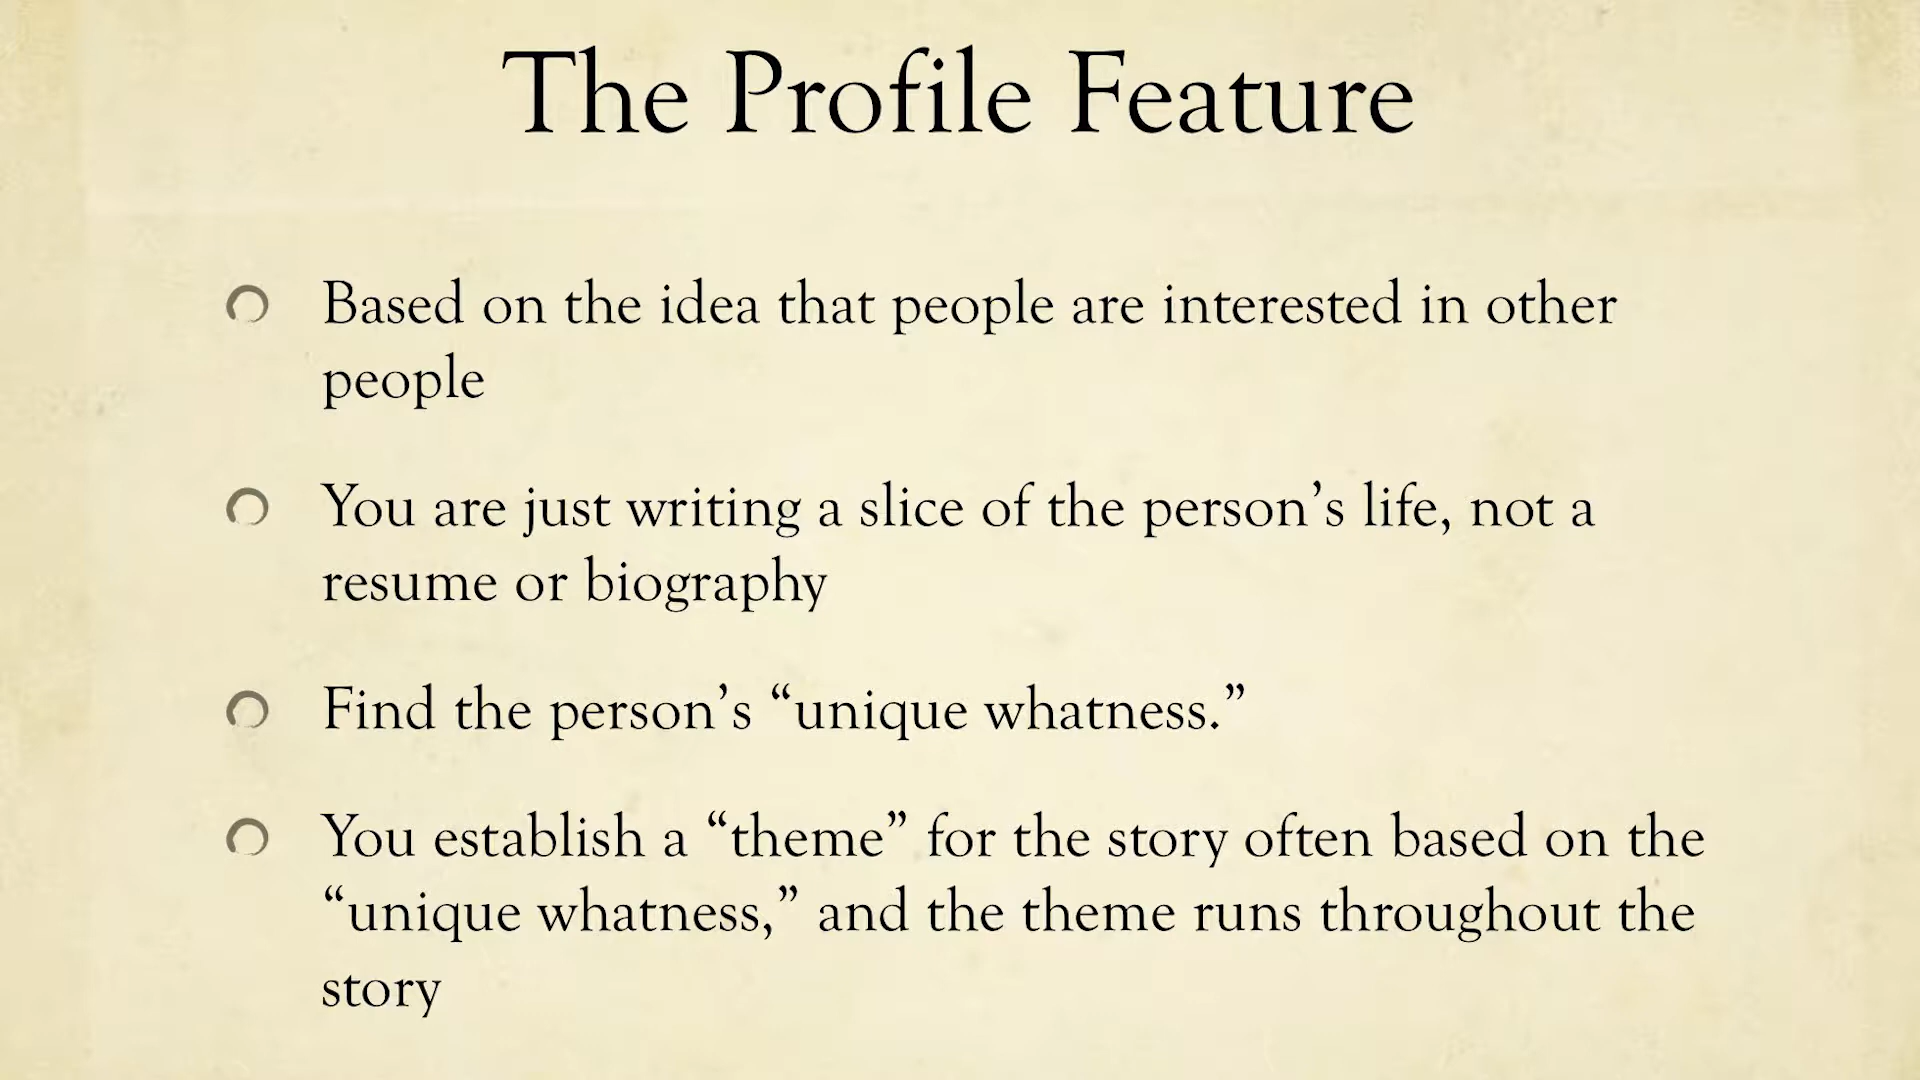 The Profile Feature
Based on the idea that people are interested in other
people
You are just writing a slice of the person’s life, not a
resume or biography
Find the person’s “unique whatness.”
You establish a “theme” for the story often based on the
“unique whatness,” and the theme runs throughout the
story